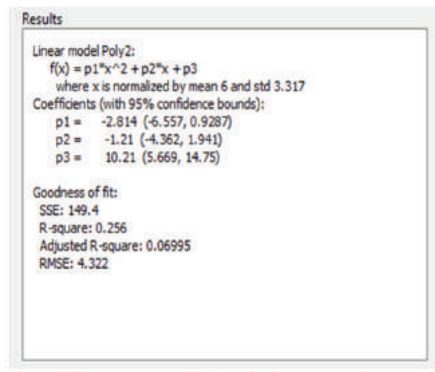 Results
Linear model Poly2:
f(x) = p1*x^2 + p2*x + p3
where x is normalized by mean 6 and std 3.317
Coefficients (with 95% confidence bounds):
p1 = -2.814 (-6.557, 0.9287)
p2 = -1.21 (-4.362, 1.941)
p3 = 10.21 (5.669, 14.75)
Goodness of fit:
SSE: 149.4
R-square: 0.256
Adjusted R-square: 0.06995
RMSE: 4.322